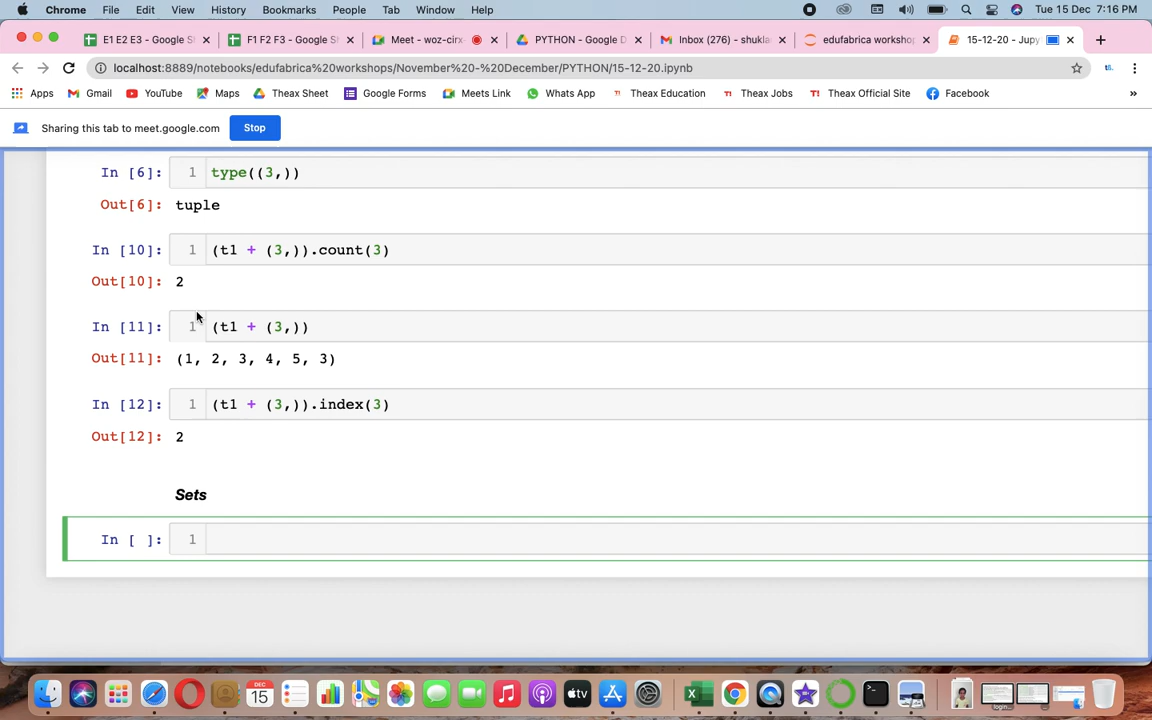 Chrome File Edit View History Bookmarks People Tab Window Help Tue 15 Dec 7:16 PM
E1 E2 E3 - Google S F1 F2 F3 - Google S Meet - woz-cirx PYTHON - Google D Inbox (276) - shukla edufabrica worksho 15-12-20 - Jupy
localhost:8889/notebooks/edufabrica%20workshops/November%20-%20December/PYTHON/15-12-20.ipynb
Apps Gmail YouTube Maps Theax Sheet Google Forms Meets Link Whats App Theax Education Theax Jobs Theax Official Site Facebook »
Sharing this tab to meet.google.com Stop
In [6]: 1 type((3,))
Out[6]: tuple
In [10]: 1 (t1 + (3,)).count(3)
Out[10]: 2
In [11]: 1 (t1 + (3,))
Out[11]: (1, 2, 3, 4, 5, 3)
In [12]: 1 (t1 + (3,)).index(3)
Out[12]: 2
Sets
In [ ]: 1
DEC
15
tv